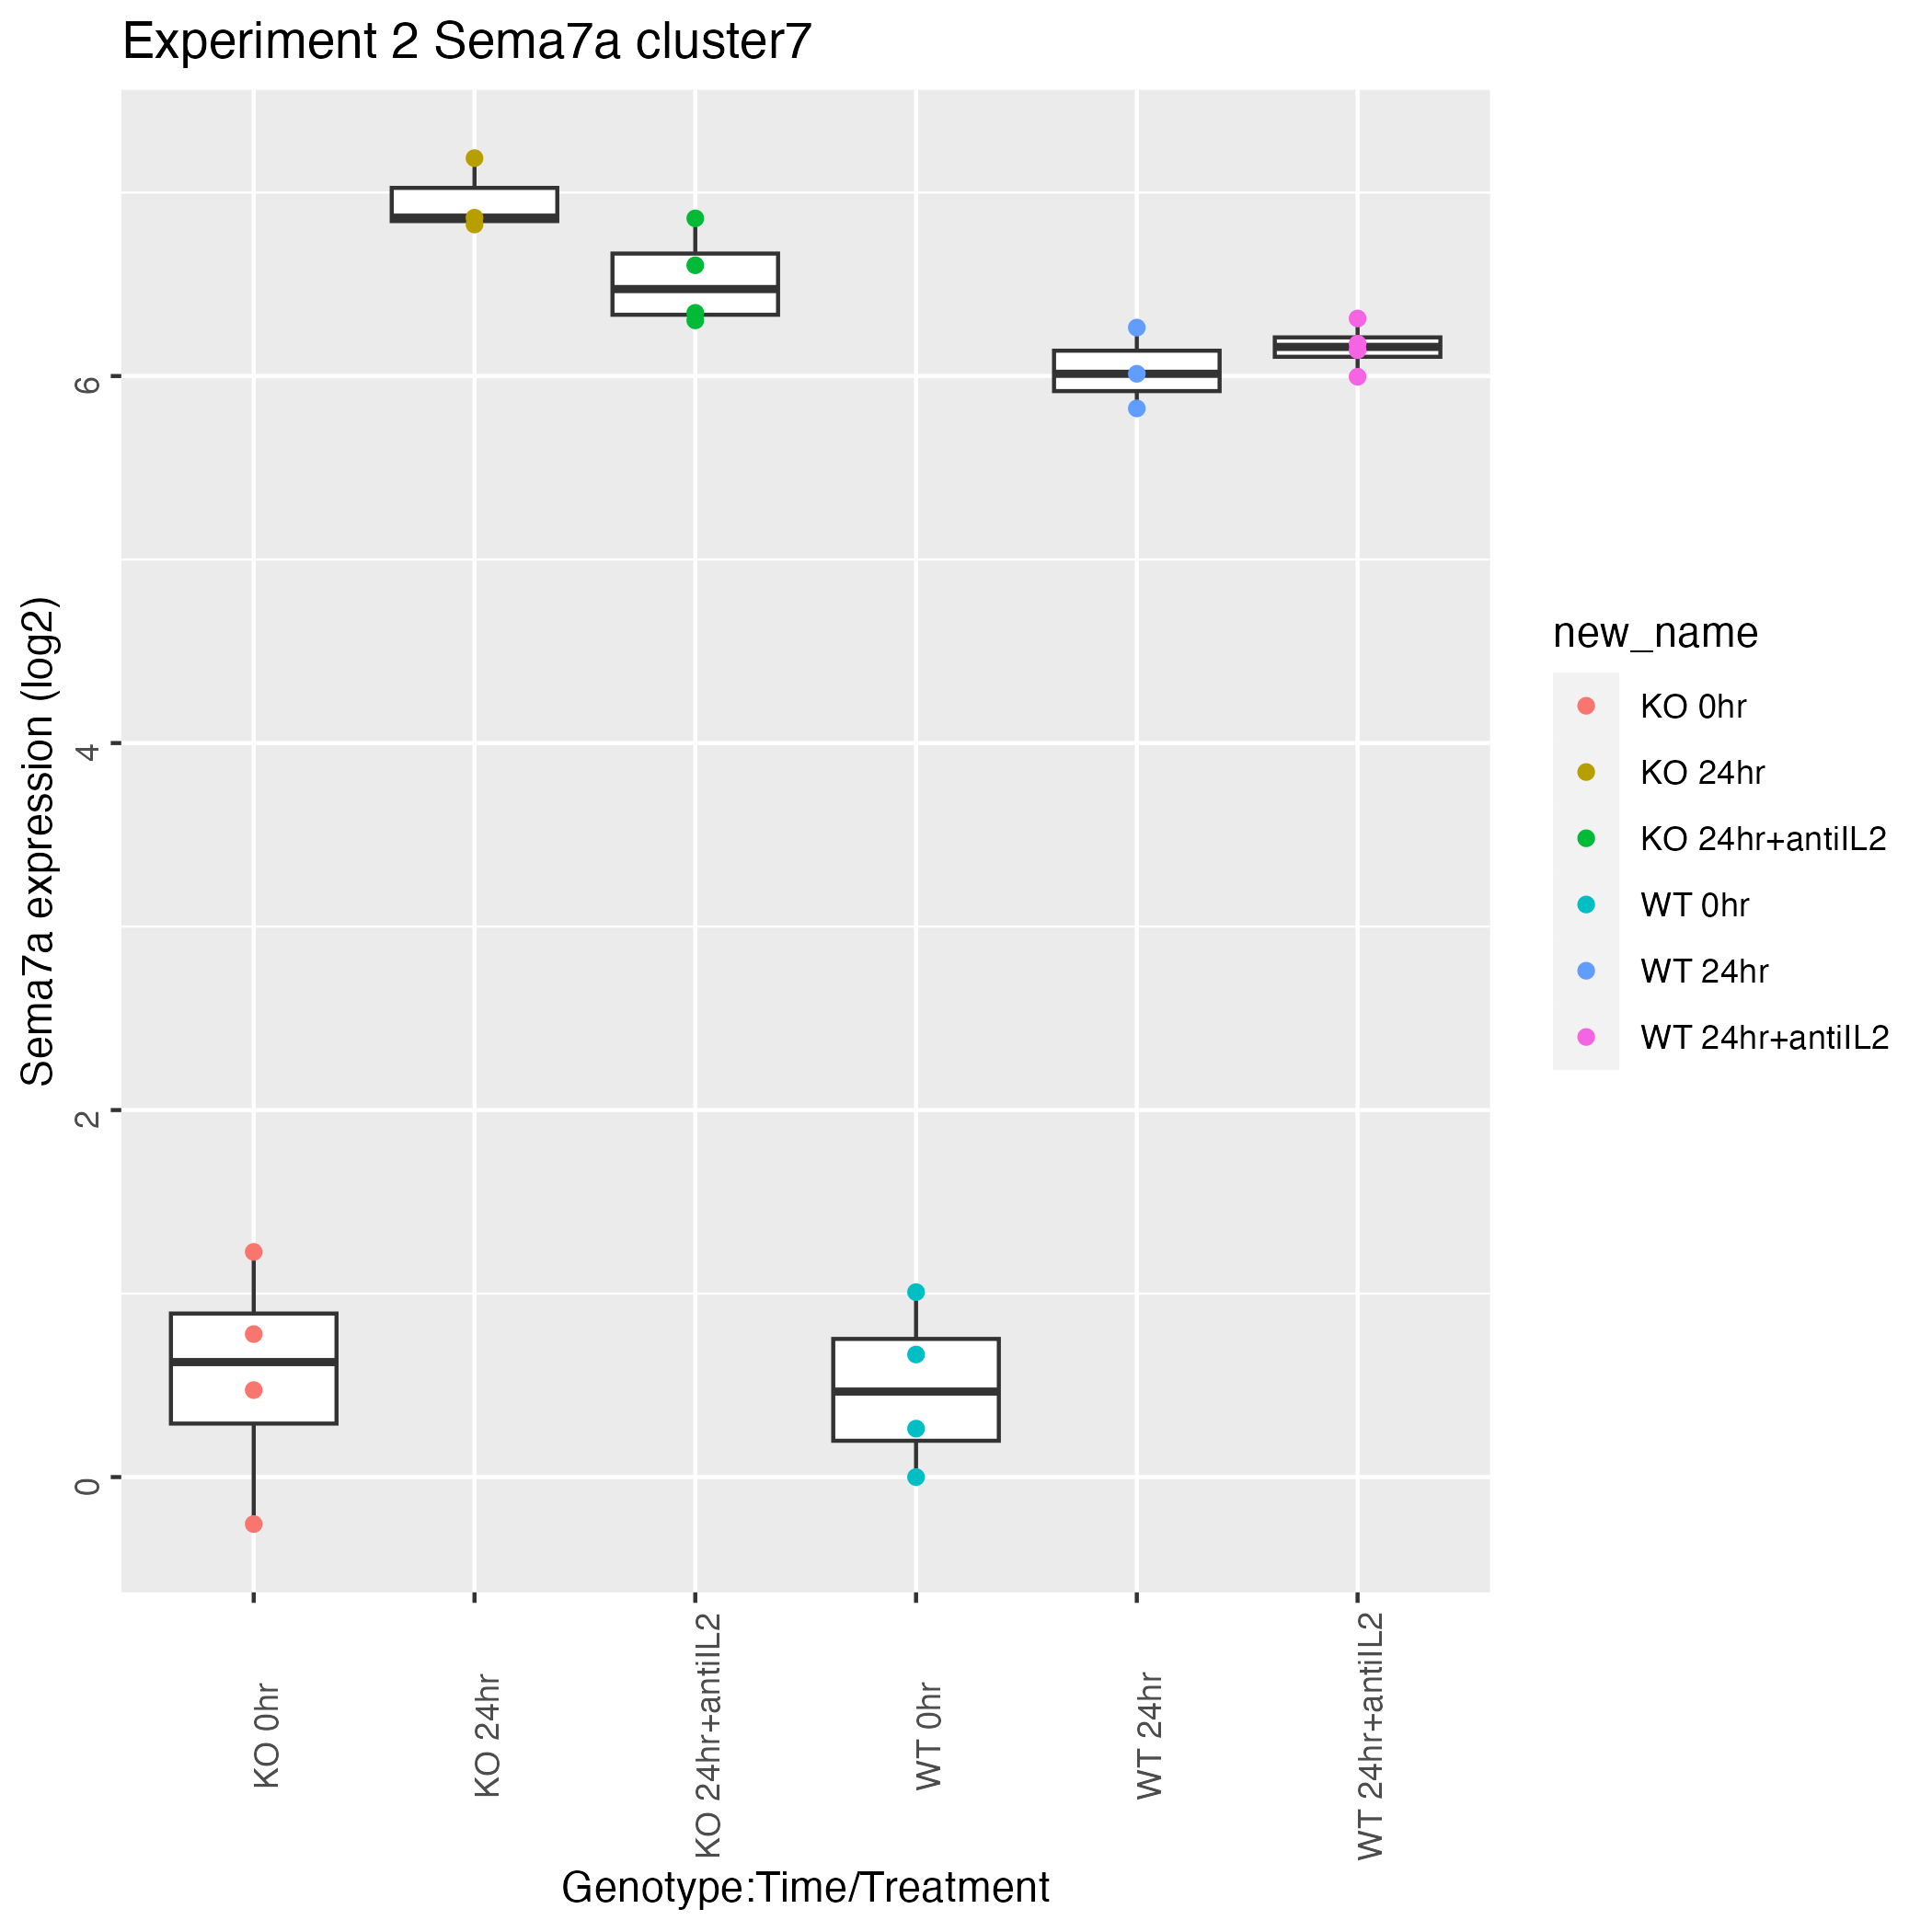 Experiment 2 Sema7a cluster7
Sema7a expression (log2)
6
4
2
0
KO 0hr
KO 24hr
KO 24hr+antiIL2
WT 0hr
WT 24hr
WT 24hr+antiIL2
Genotype:Time/Treatment
new_name
KO 0hr
KO 24hr
KO 24hr+antiIL2
WT 0hr
WT 24hr
WT 24hr+antiIL2